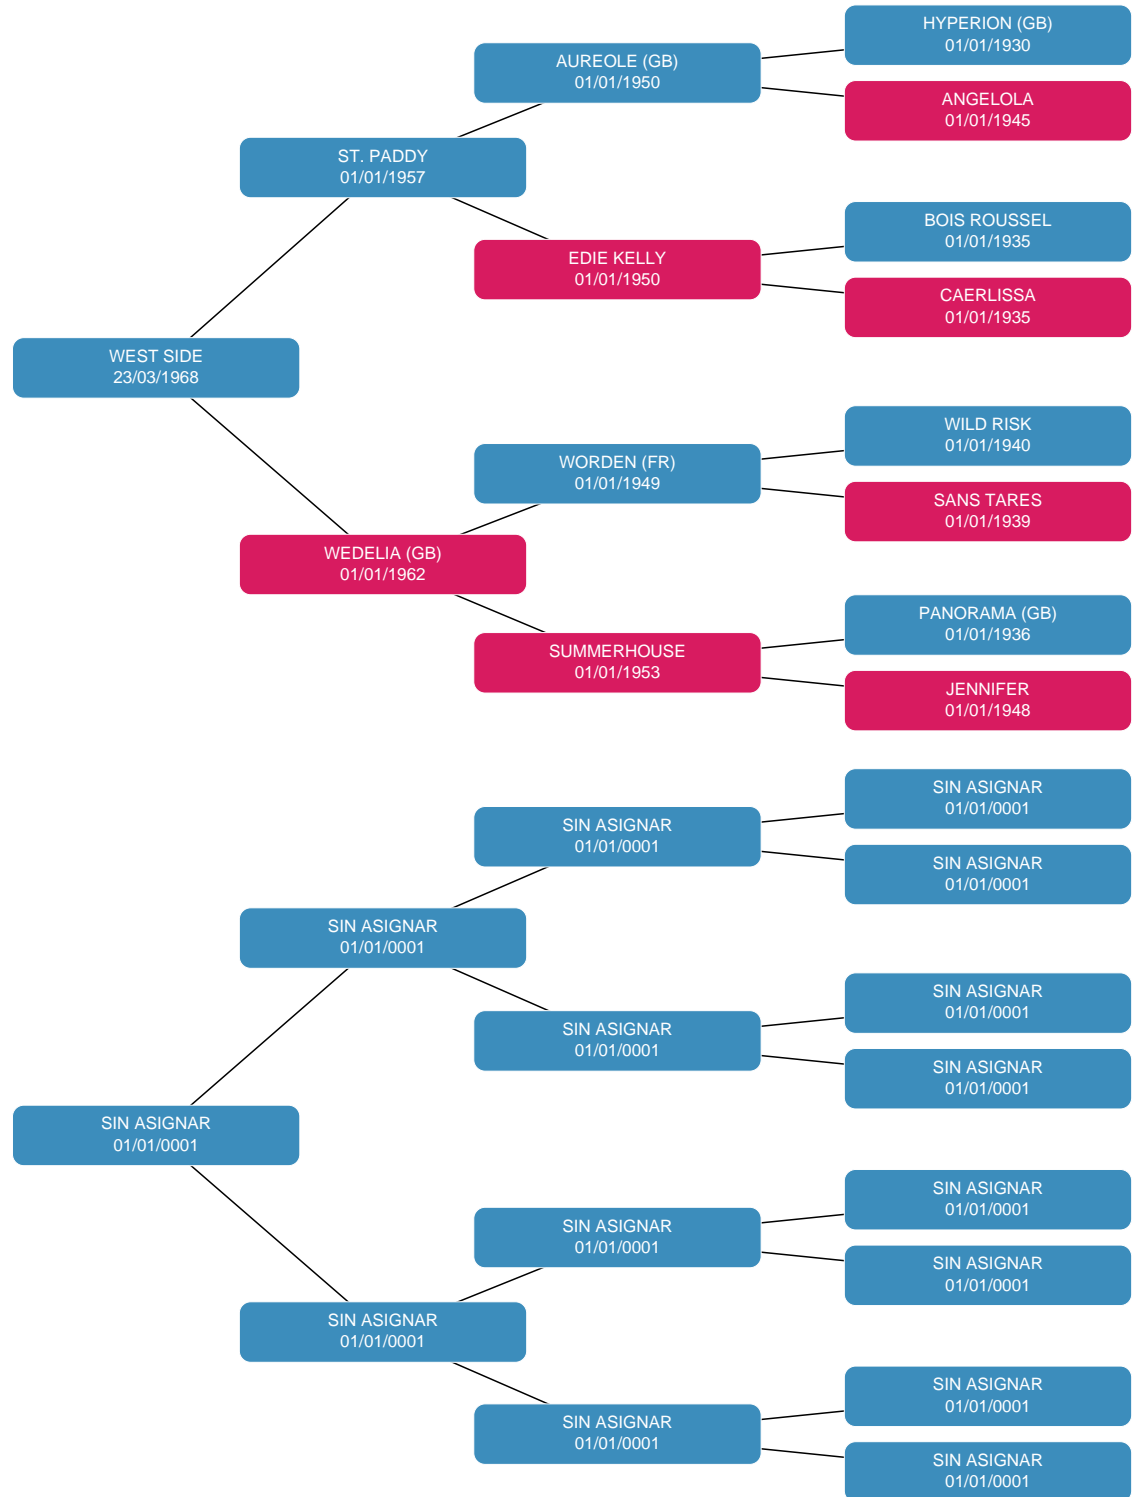 HYPERION (GB)
01/01/1930
AUREOLE (GB)
01/01/1950
ANGELOLA
01/01/1945
ST. PADDY
01/01/1957
BOIS ROUSSEL
01/01/1935
EDIE KELLY
01/01/1950
CAERLISSA
01/01/1935
WEST SIDE
23/03/1968
WILD RISK
01/01/1940
WORDEN (FR)
01/01/1949
SANS TARES
01/01/1939
WEDELIA (GB)
01/01/1962
PANORAMA (GB)
01/01/1936
SUMMERHOUSE
01/01/1953
JENNIFER
01/01/1948
SIN ASIGNAR
01/01/0001
SIN ASIGNAR
01/01/0001
SIN ASIGNAR
01/01/0001
SIN ASIGNAR
01/01/0001
SIN ASIGNAR
01/01/0001
SIN ASIGNAR
01/01/0001
SIN ASIGNAR
01/01/0001
SIN ASIGNAR
01/01/0001
SIN ASIGNAR
01/01/0001
SIN ASIGNAR
01/01/0001
SIN ASIGNAR
01/01/0001
SIN ASIGNAR
01/01/0001
SIN ASIGNAR
01/01/0001
SIN ASIGNAR
01/01/0001
SIN ASIGNAR
01/01/0001